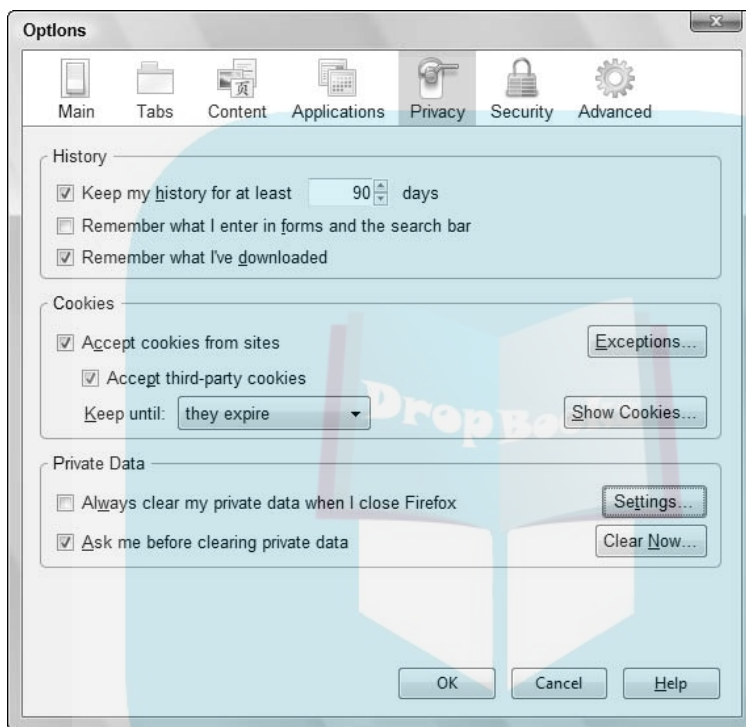 Options
Main Tabs Content Applications Privacy Security Advanced
History
Keep my history for at least 90 days
Remember what I enter in forms and the search bar
Remember what I've downloaded
Cookies
Accept cookies from sites Exceptions...
Accept third-party cookies
Keep until: they expire Show Cookies...
Private Data
Always clear my private data when I close Firefox Settings...
Ask me before clearing private data Clear Now...
OK Cancel Help
页